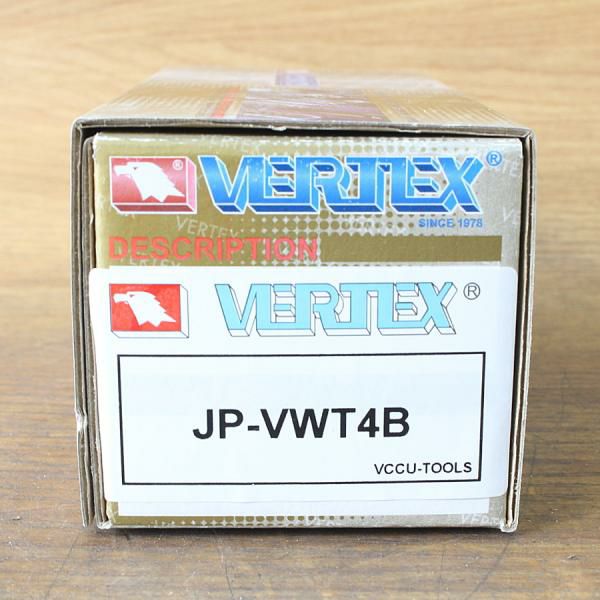 VERTEX®
SINCE 1978
DESCRIPTION
VERTEX®
JP-VWT4B
VCCU-TOOLS